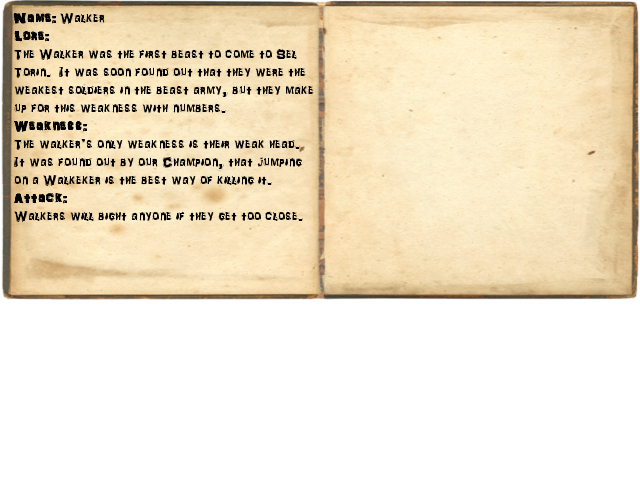 Name: Walker
Lore:
The Walker was the first beast to come to Sel
Torin. It was soon found out that they were the
weakest soldiers in the beast army, but they make
up for this weakness with numbers.
Weakness:
The walker's only weakness is their weak head.
It was found out by our Champion, that jumping
on a Walkeker is the best way of killing it.
Attack:
Walkers will bight anyone if they get too close.